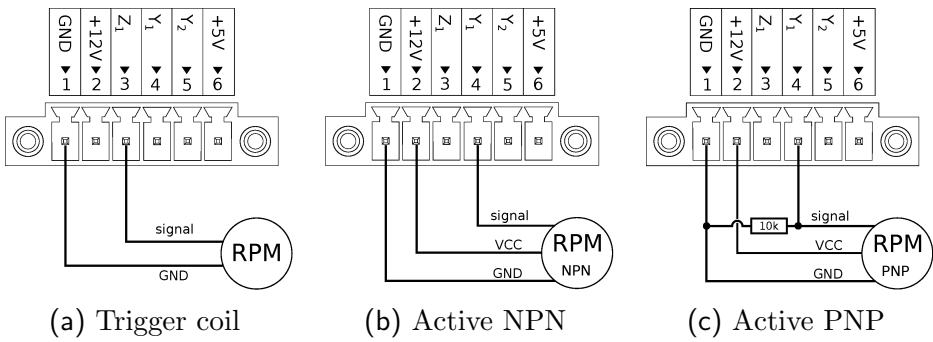 GND +12V Z1 Y1 Y2 +5V
1 2 3 4 5 6
signal
RPM
GND
(a) Trigger coil
GND +12V Z1 Y1 Y2 +5V
1 2 3 4 5 6
signal
RPM
VCC
NPN
GND
(b) Active NPN
GND +12V Z1 Y1 Y2 +5V
1 2 3 4 5 6
10k
signal
RPM
VCC
PNP
GND
(c) Active PNP